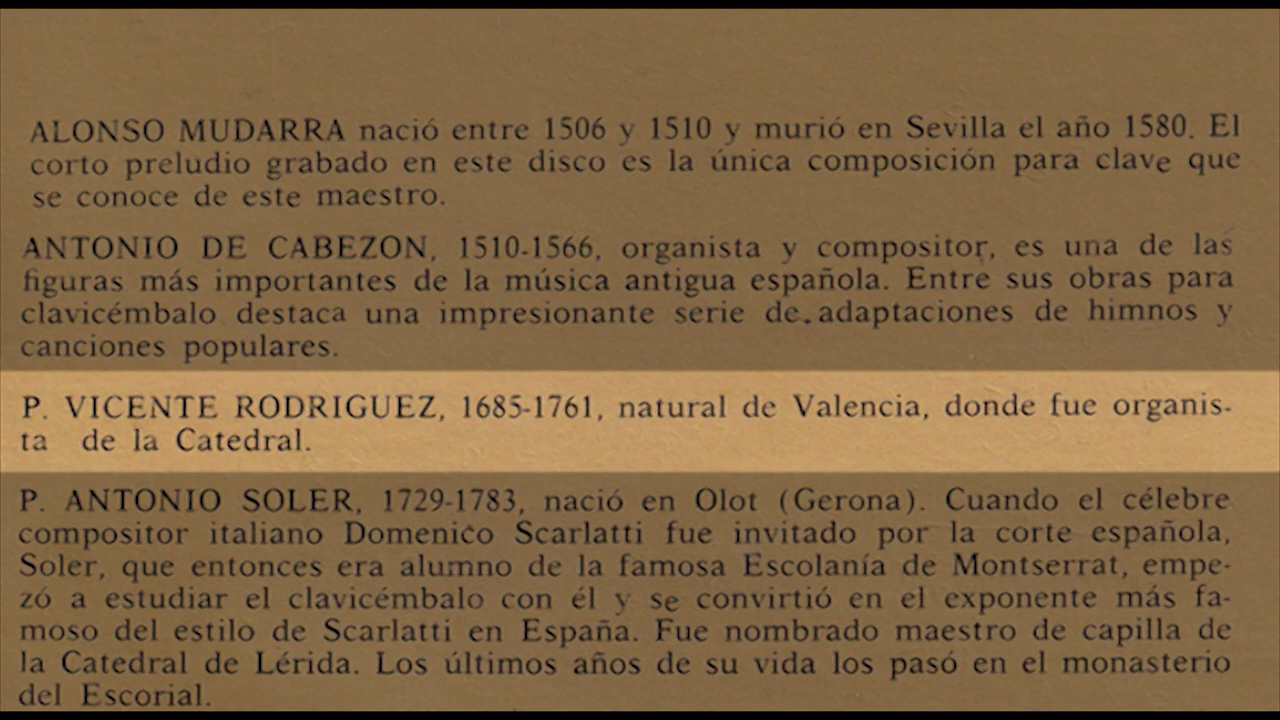 ALONSO MUDARRA nació entre 1506 y 1510 y murió en Sevilla el año 1580. El
corto preludio grabado en este disco es la única composición para clave que
se conoce de este maestro.
ANTONIO DE CABEZON, 1510-1566, organista y compositor, es una de las
figuras más importantes de la música antigua española. Entre sus obras para
clavicémbalo destaca una impresionante serie de.adaptaciones de himnos y
canciones populares.
P. VICENTE RODRIGUEZ, 1685-1761, natural de Valencia, donde fue organis-
ta de la Catedral.
P. ANTONIO SOLER, 1729-1783, nació en Olot (Gerona). Cuando el célebre
compositor italiano Domenico Scarlatti fue invitado por la corte española,
Soler, que entonces era alumno de la famosa Escolanía de Montserrat, empe-
zó a estudiar el clavicémbalo con él y se convirtió en el exponente más fa-
moso del estilo de Scarlatti en España. Fue nombrado maestro de capilla de
la Catedral de Lérida. Los últimos años de su vida los pasó en el monasterio
del Escorial.